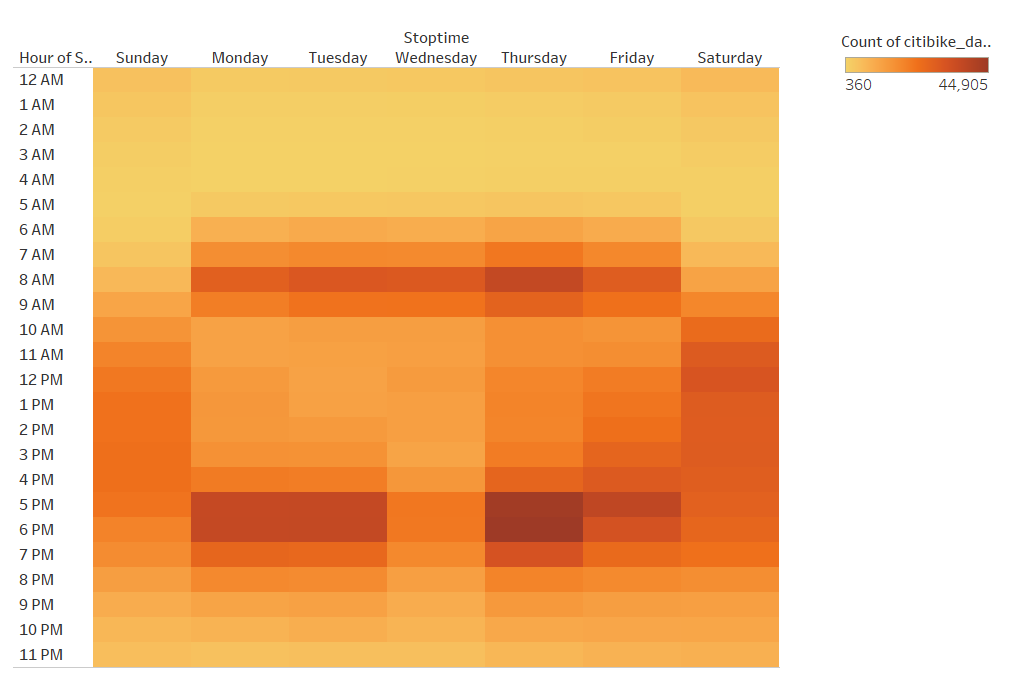 Stoptime
Hour of S.. Sunday Monday Tuesday Wednesday Thursday Friday Saturday
12 AM
1 AM
2 AM
3 AM
4 AM
5 AM
6 AM
7 AM
8 AM
9 AM
10 AM
11 AM
12 PM
1 PM
2 PM
3 PM
4 PM
5 PM
6 PM
7 PM
8 PM
9 PM
10 PM
11 PM
Count of citibike_da..
360 44,905